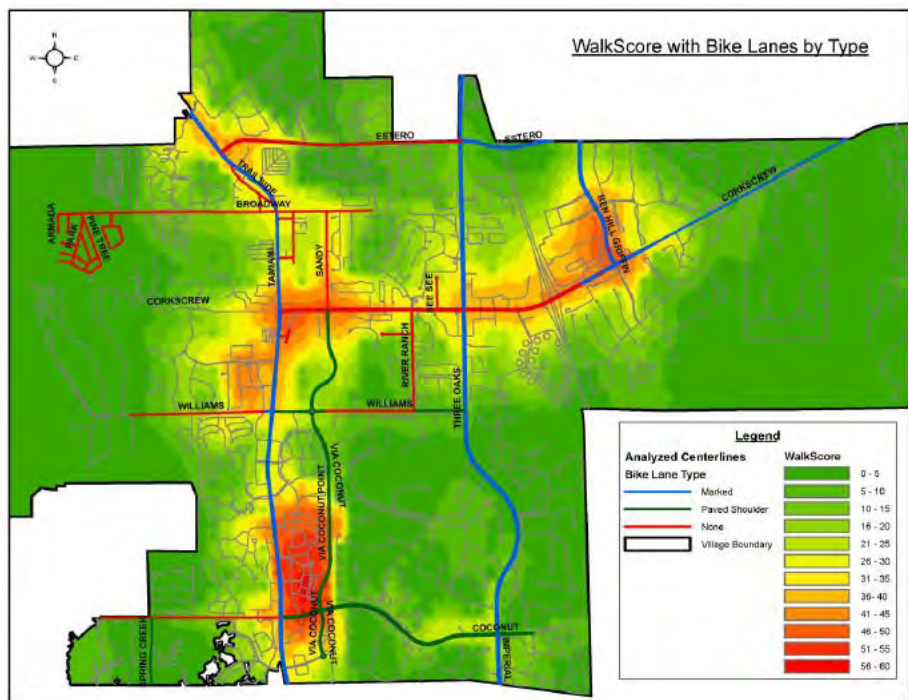 WalkScore with Bike Lanes by Type
N
W
E
S
ESTERO
ESTERO
TRAILSIDE
CORKSCREW
BROADWAY
BEN HILL GRIFFIN
ARMADA
PARK
PINE TREE
TAMIAMI
SANDY
BEE SEE
CORKSCREW
RIVER RANCH
WILLIAMS
WILLIAMS
THREE OAKS
VIA COCONUT
VIA COCONUT POINT
VIA COCONUT
VIA COCONUT
COCONUT
SPRING CREEK
IMPERIAL
Legend
Analyzed Centerlines
Bike Lane Type
Marked
Paved Shoulder
None
Village Boundary
WalkScore
0 - 5
5 - 10
10 - 15
16 - 20
21 - 25
26 - 30
31 - 35
36 - 40
41 - 45
46 - 50
51 - 55
56 - 60